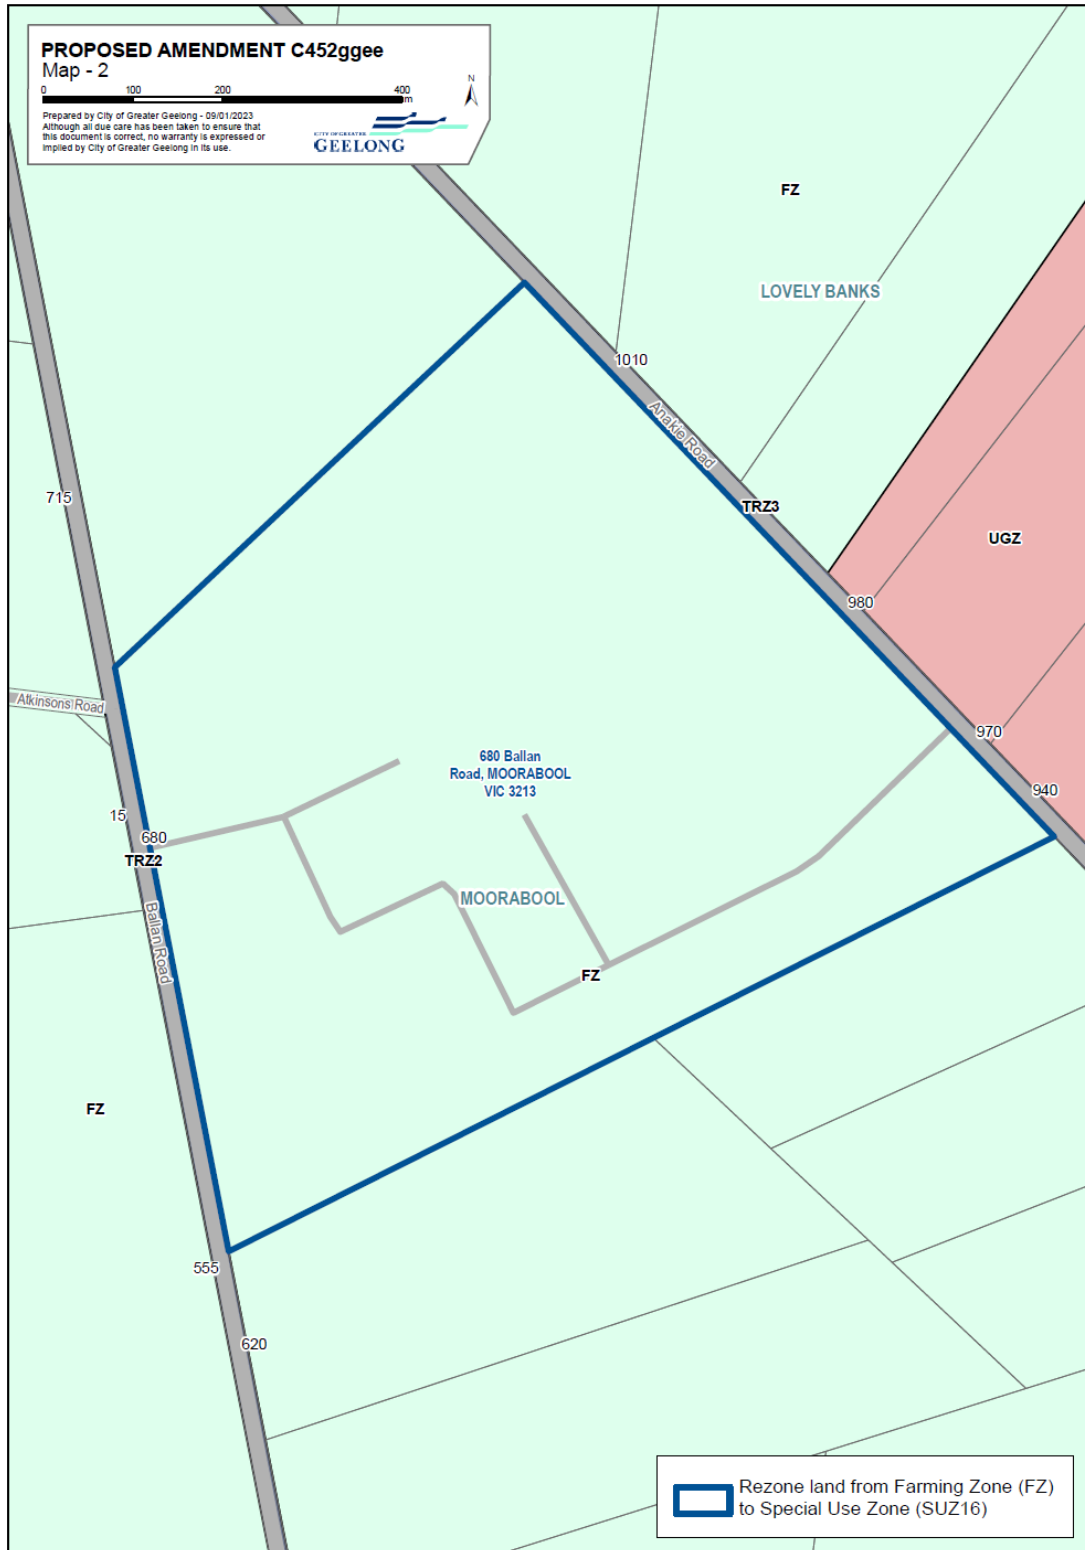 PROPOSED AMENDMENT C452ggee
Map - 2
0 100 200 400
m
N
Prepared by City of Greater Geelong - 09/01/2023
Although all due care has been taken to ensure that
this document is correct, no warranty is expressed or
implied by City of Greater Geelong in its use.
CITY OF GREATER
GEELONG
FZ
LOVELY BANKS
1010
Anakie Road
715
TRZ3
UGZ
980
Atkinsons Road
970
680 Ballan
Road, MOORABOOL
VIC 3213
940
15
680
TRZ2
MOORABOOL
Ballan Road
FZ
FZ
555
620
Rezone land from Farming Zone (FZ)
to Special Use Zone (SUZ16)